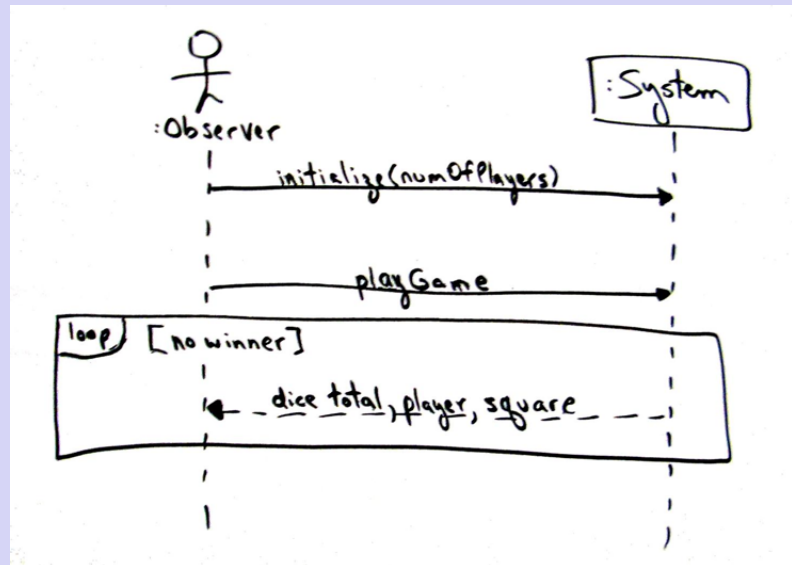 :Observer
:System
initialize(numOfPlayers)
playGame
loop
[no winner]
dice total, player, square